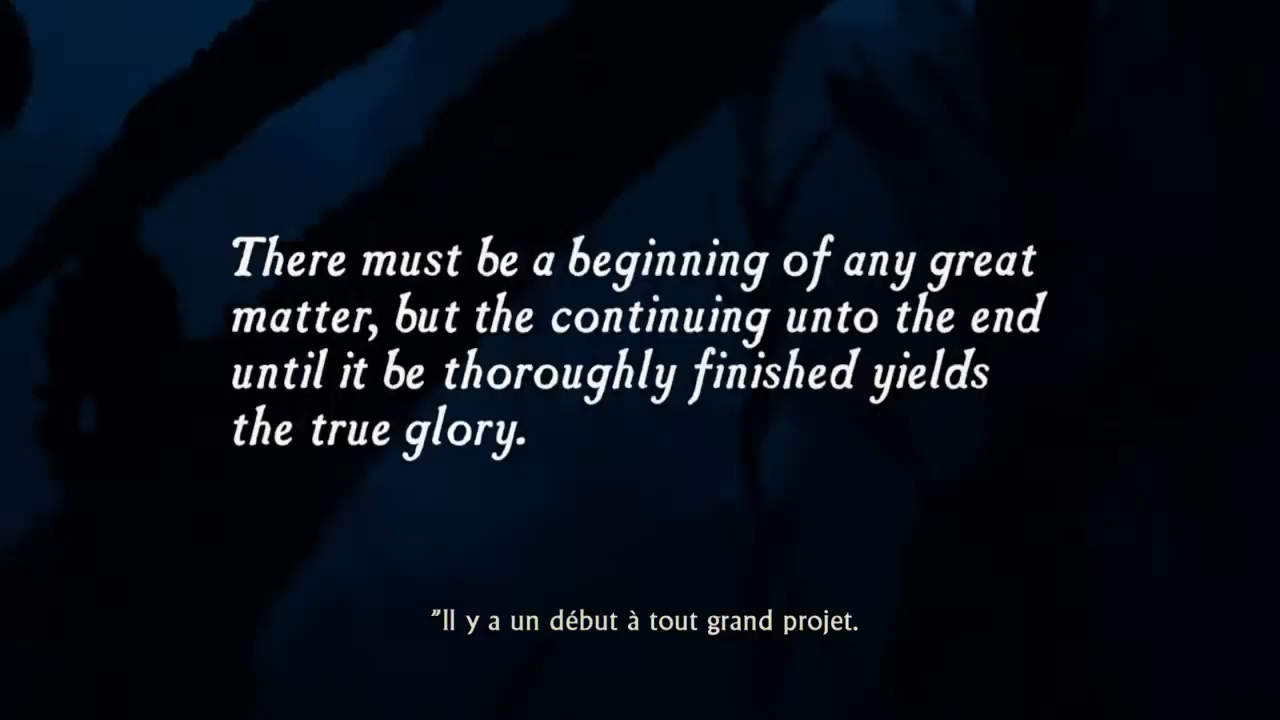 There must be a beginning of any great
matter, but the continuing unto the end
until it be thoroughly finished yields
the true glory.
"Il y a un début à tout grand projet.